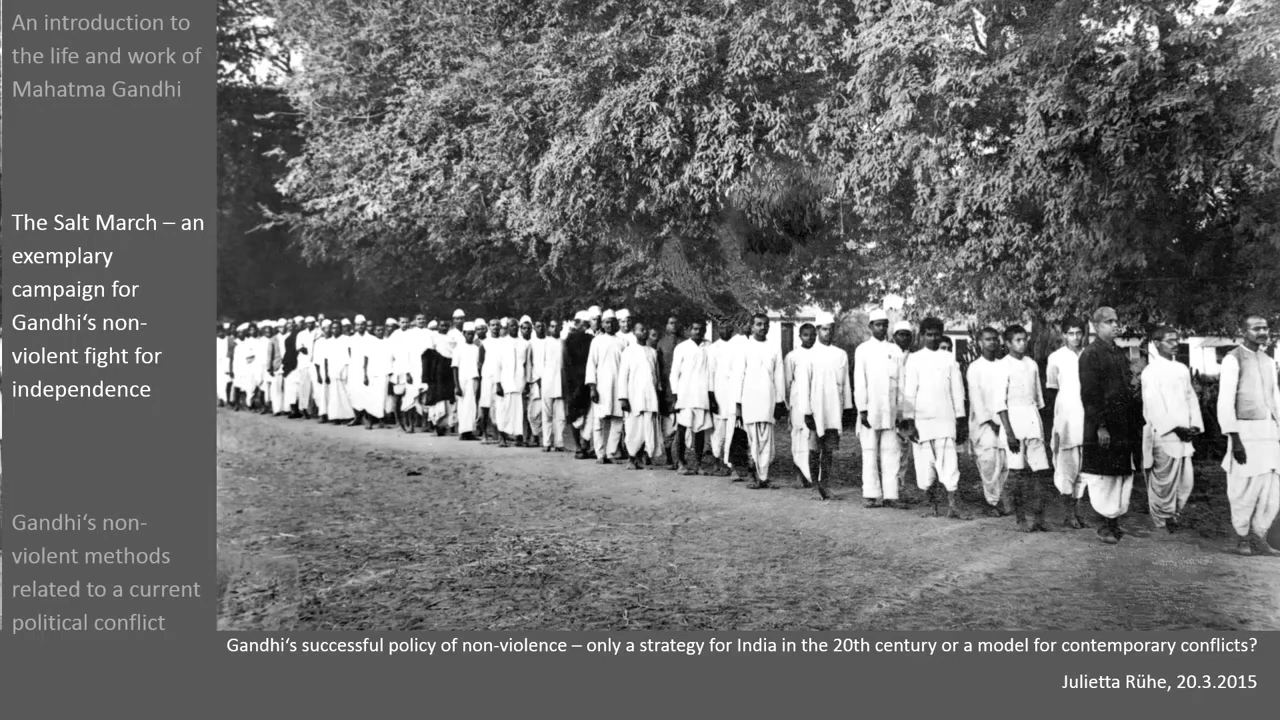 An introduction to
the life and work of
Mahatma Gandhi
The Salt March – an
exemplary
campaign for
Gandhi‘s non-
violent fight for
independence
Gandhi‘s non-
violent methods
related to a current
political conflict
Gandhi‘s successful policy of non-violence – only a strategy for India in the 20th century or a model for contemporary conflicts?
Julietta Rühe, 20.3.2015